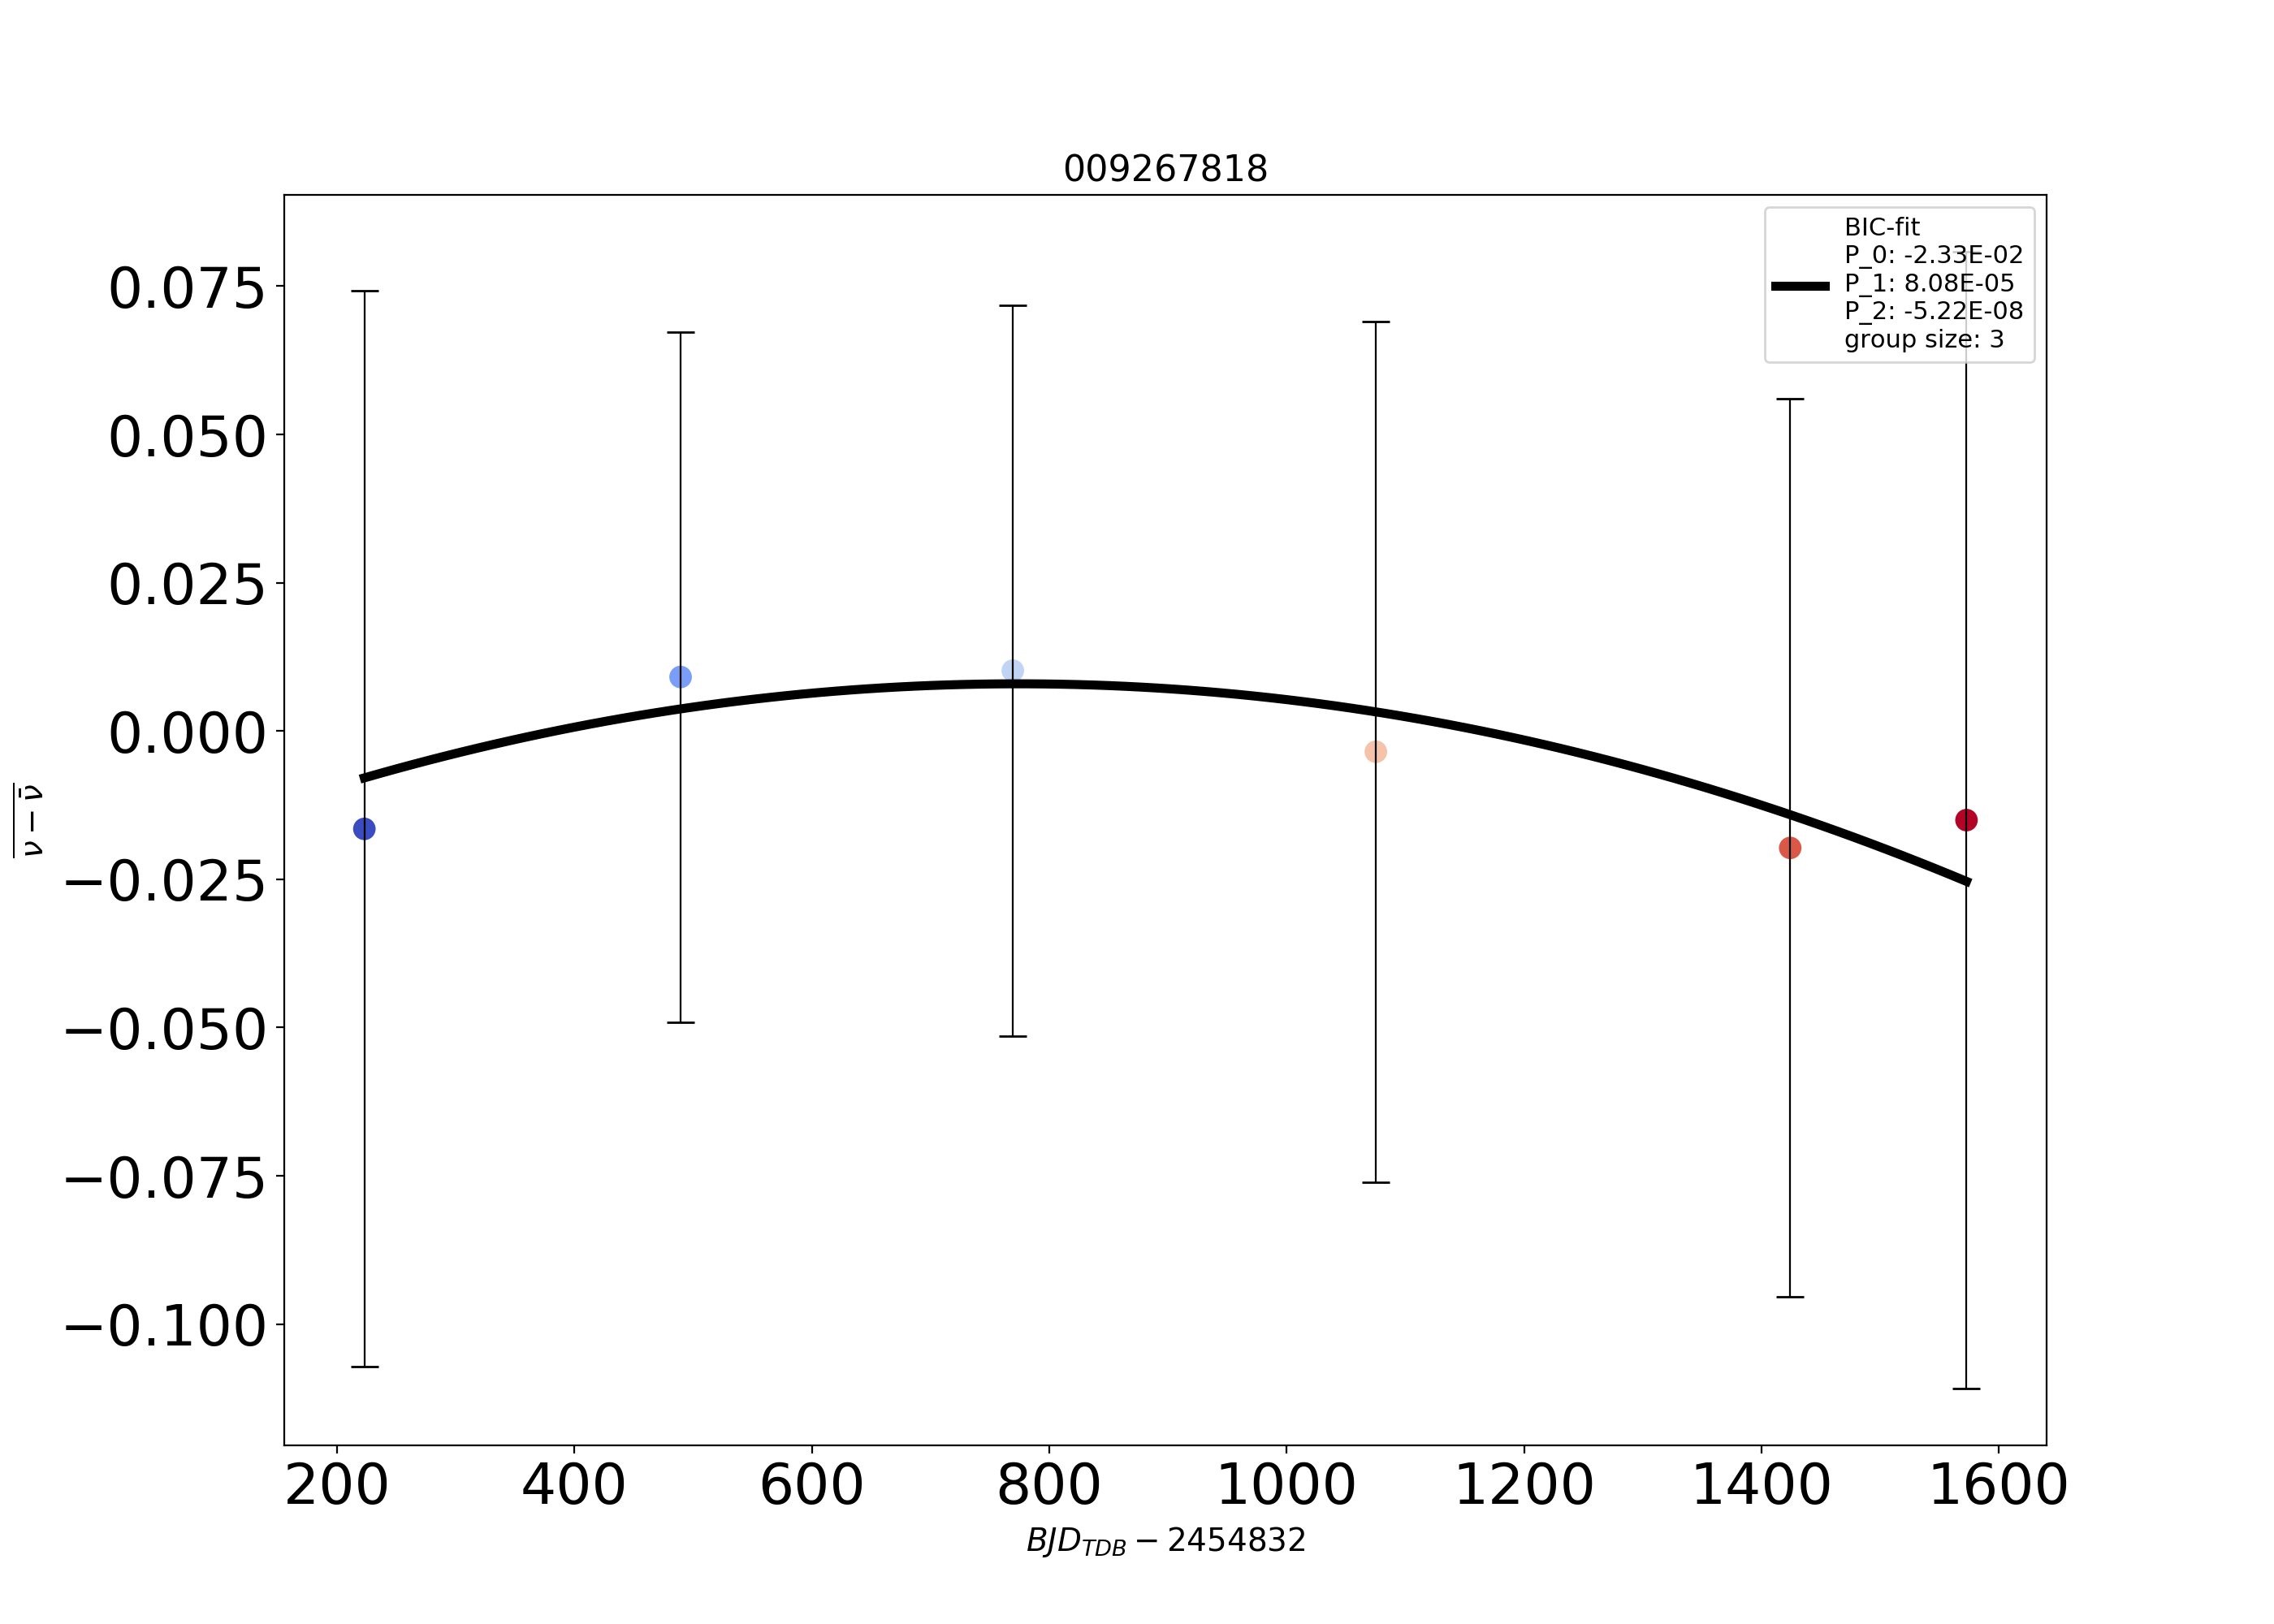 009267818
BIC-fit
P_0: -2.33E-02
P_1: 8.08E-05
P_2: -5.22E-08
group size: 3
0.075
0.050
0.025
0.000
−0.025
−0.050
−0.075
−0.100
ν − ν̄
200 400 600 800 1000 1200 1400 1600
BJD_TDB − 2454832